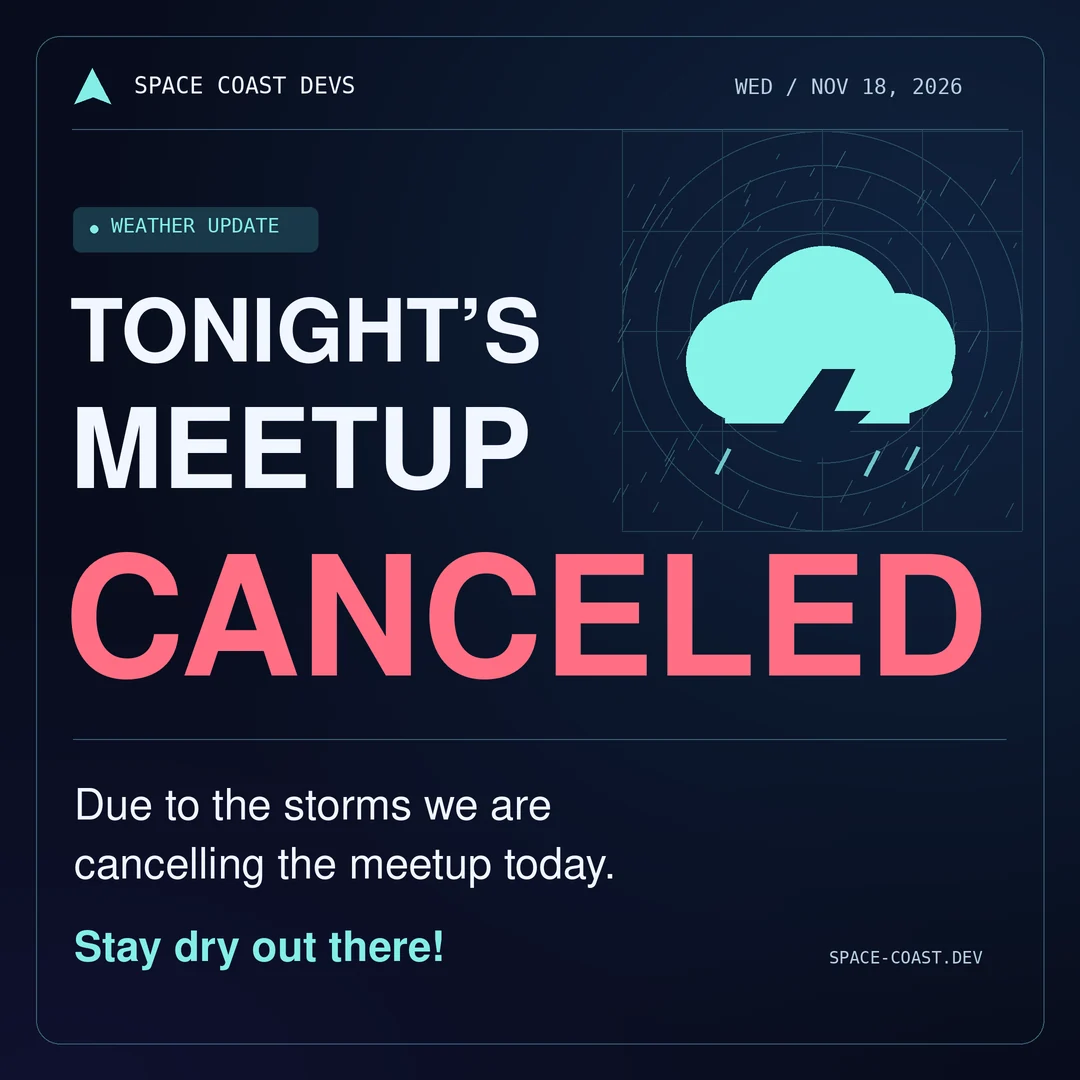 SPACE COAST DEVS
WED / NOV 18, 2026
WEATHER UPDATE
TONIGHT’S
MEETUP
CANCELED
Due to the storms we are
cancelling the meetup today.
Stay dry out there!
SPACE-COAST.DEV